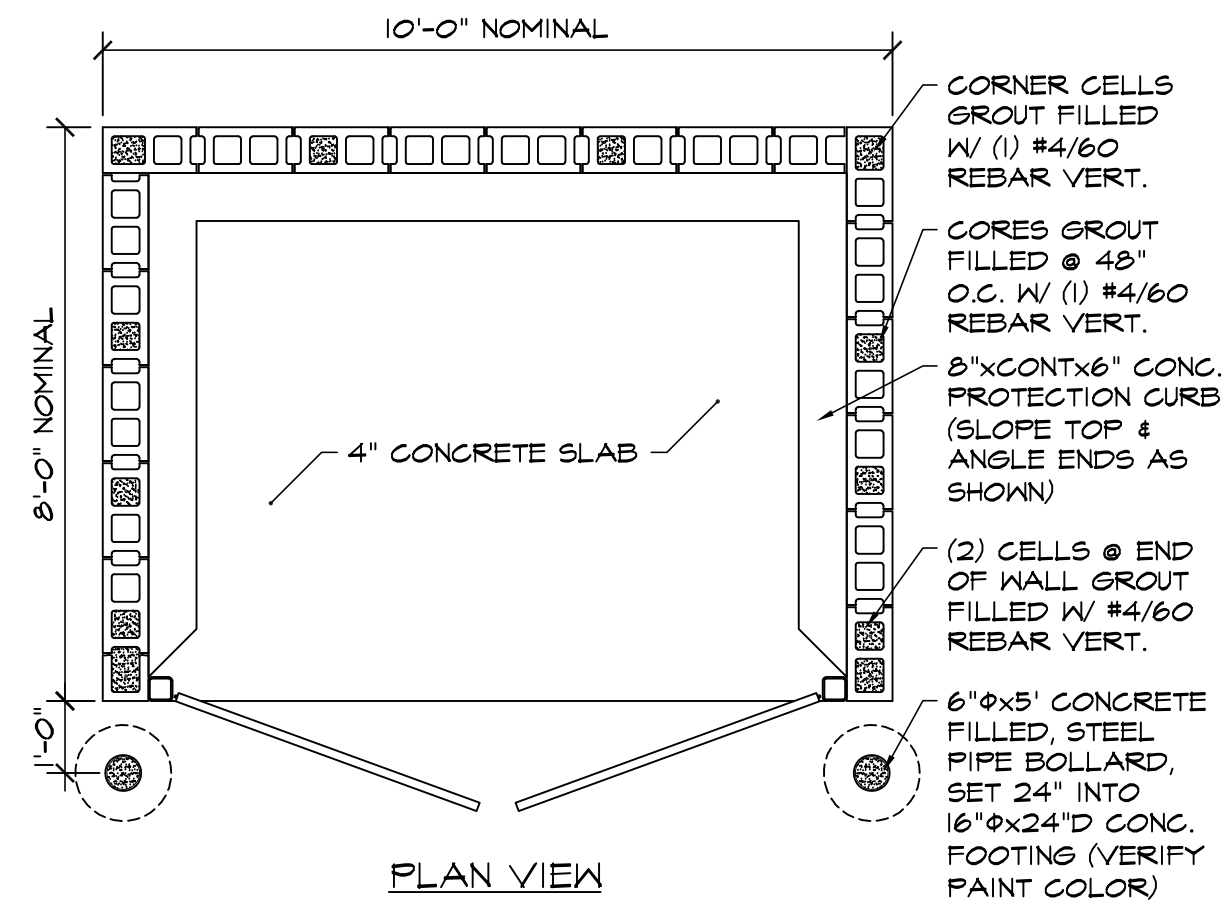 10'-0" NOMINAL
CORNER CELLS
GROUT FILLED
W/ (1) #4/60
REBAR VERT.
CORES GROUT
FILLED @ 48"
O.C. W/ (1) #4/60
REBAR VERT.
8'-0" NOMINAL
8"xCONTx6" CONC.
PROTECTION CURB
(SLOPE TOP &
ANGLE ENDS AS
SHOWN)
4" CONCRETE SLAB
(2) CELLS @ END
OF WALL GROUT
FILLED W/ #4/60
REBAR VERT.
1'-0"
6"Φx5' CONCRETE
FILLED, STEEL
PIPE BOLLARD,
SET 24" INTO
16"Φx24"D CONC.
FOOTING (VERIFY
PAINT COLOR)
PLAN VIEW